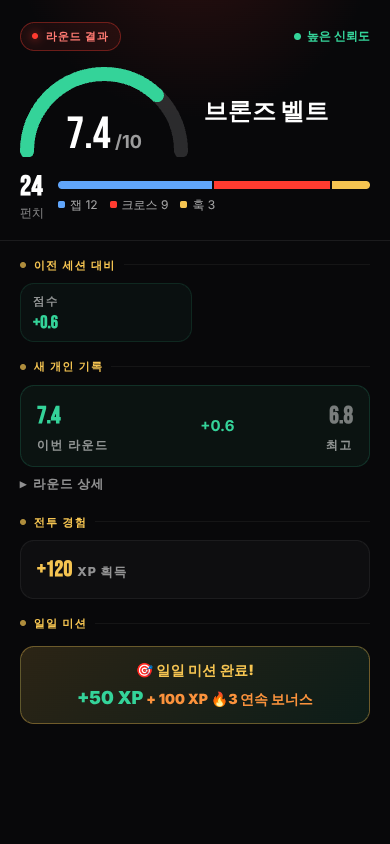 라운드 결과
높은 신뢰도
7.4 /10
브론즈 벨트
24
펀치
잽 12 크로스 9 훅 3
이전 세션 대비
점수
+0.6
새 개인 기록
7.4
이번 라운드
+0.6
6.8
최고
▶ 라운드 상세
전투 경험
+120 XP 획득
일일 미션
🎯 일일 미션 완료!
+50 XP + 100 XP 🔥3 연속 보너스